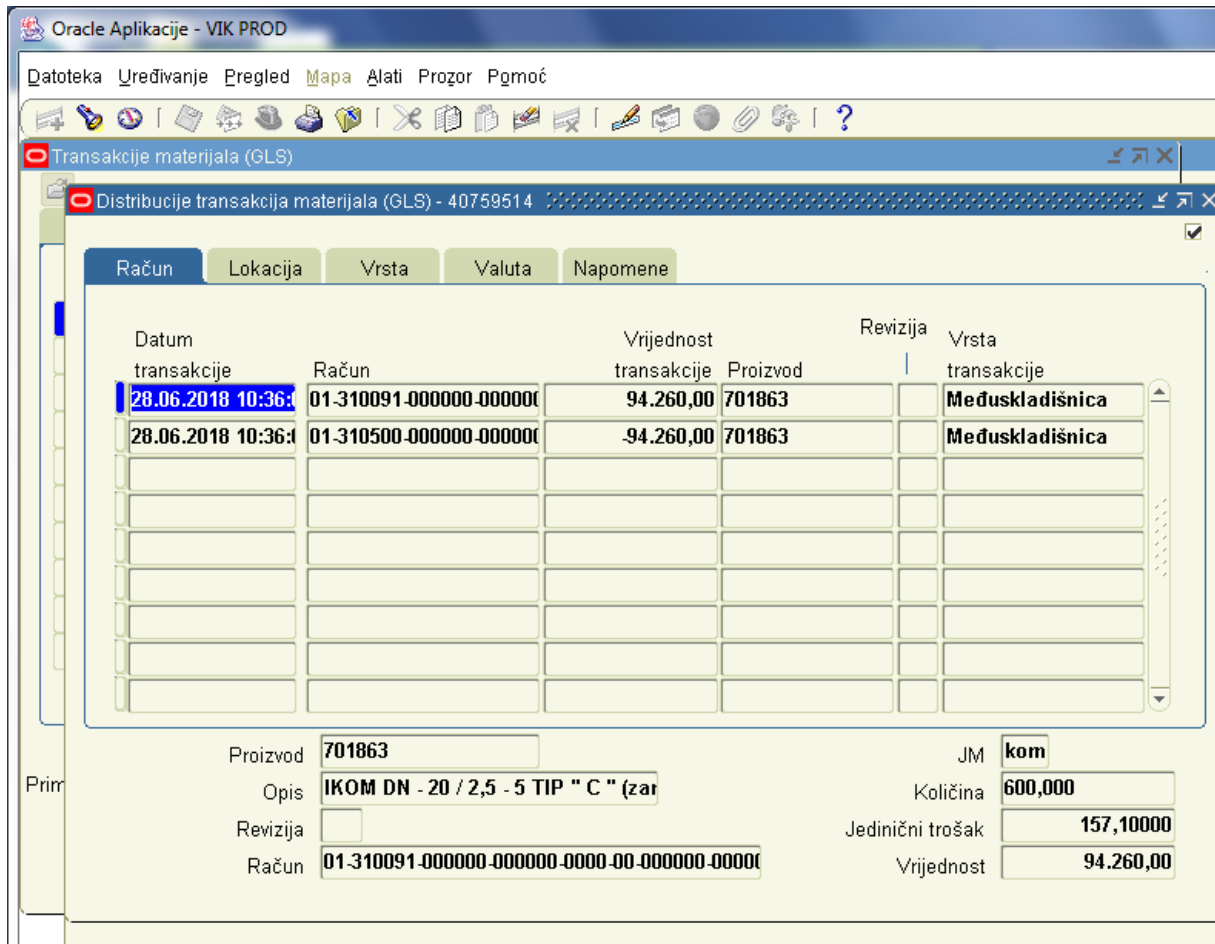 Oracle Aplikacije - VIK PROD
Datoteka Uređivanje Pregled Mapa Alati Prozor Pomoć
?
Transakcije materijala (GLS)
Distribucije transakcija materijala (GLS) - 40759514
Račun Lokacija Vrsta Valuta Napomene
Datum transakcije Račun Vrijednost transakcije Proizvod Revizija Vrsta transakcije
28.06.2018 10:36:0 01-310091-000000-000000 94.260,00 701863 Međuskladišnica
28.06.2018 10:36:0 01-310500-000000-000000 -94.260,00 701863 Međuskladišnica
Proizvod 701863 JM kom
Prim Opis IKOM DN - 20 / 2,5 - 5 TIP " C " (zar Količina 600,000
Revizija Jedinični trošak 157,10000
Račun 01-310091-000000-000000-0000-00-000000-00000 Vrijednost 94.260,00